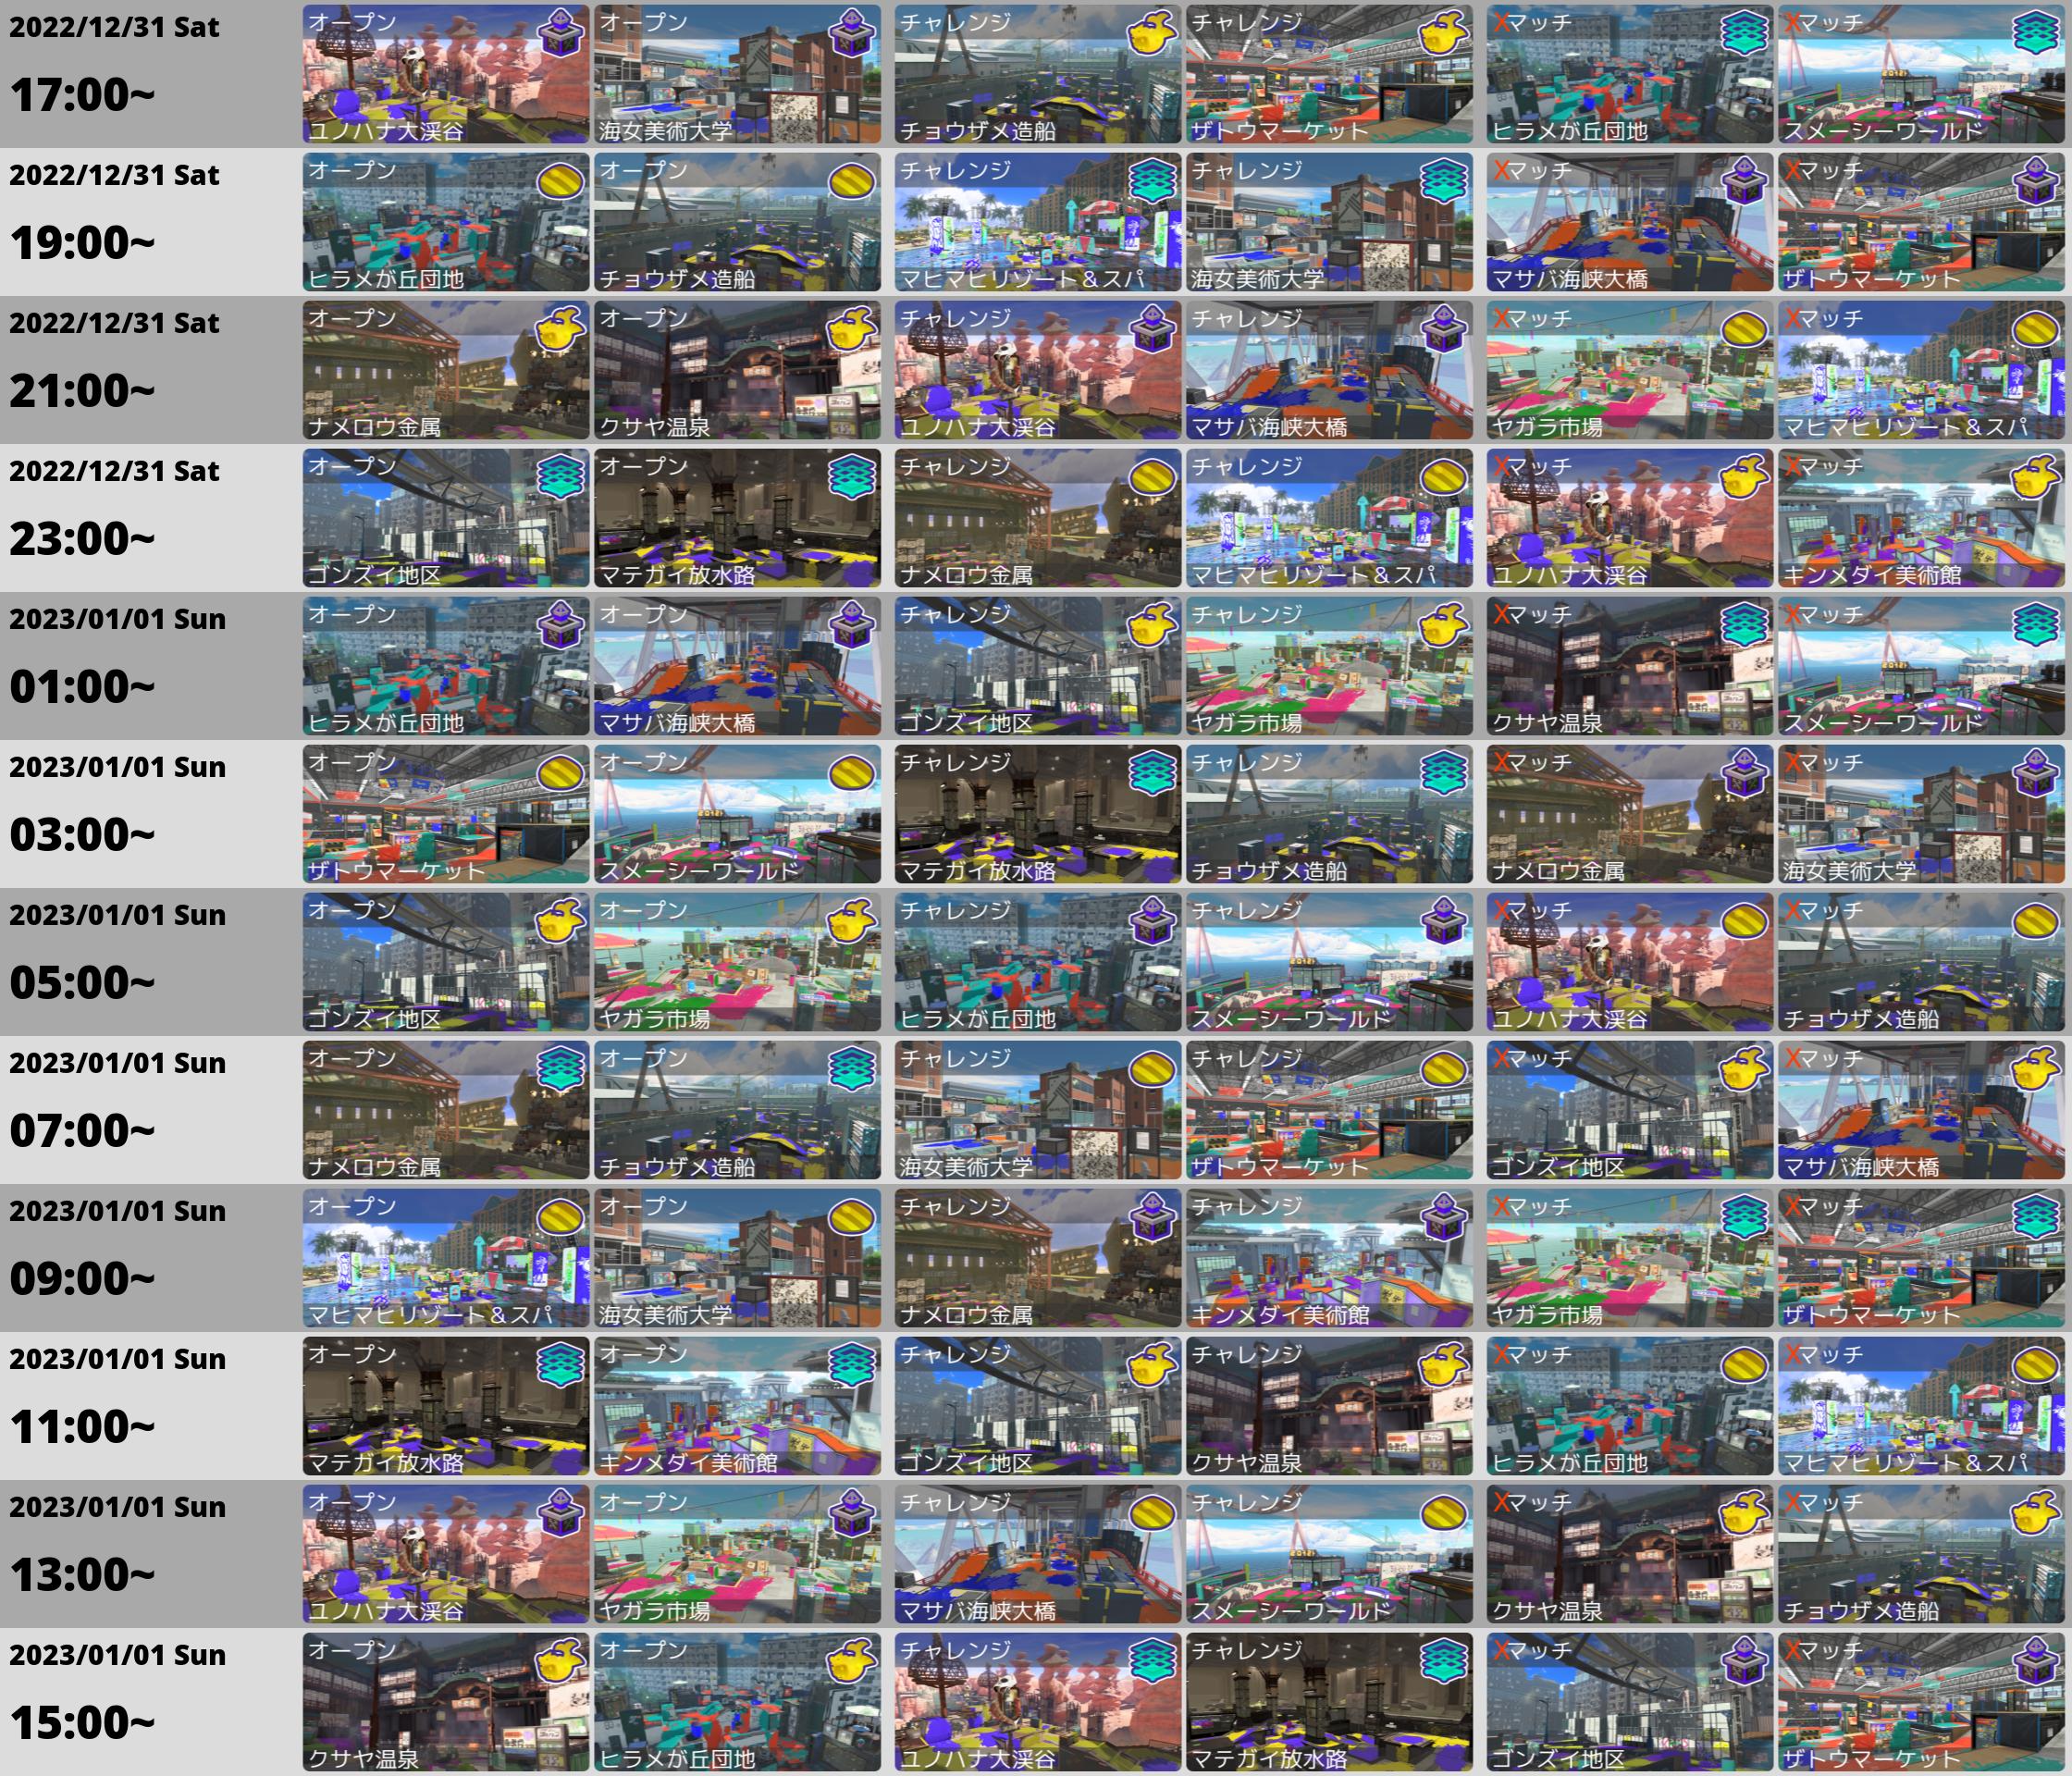 2022/12/31 Sat
17:00~
オープン オープン チャレンジ チャレンジ Xマッチ Xマッチ
ユノハナ大渓谷 海女美術大学 チョウザメ造船 ザトウマーケット ヒラメが丘団地 スメーシーワールド
2022/12/31 Sat
19:00~
オープン オープン チャレンジ チャレンジ Xマッチ Xマッチ
ヒラメが丘団地 チョウザメ造船 マヒマヒリゾート＆スパ 海女美術大学 マサバ海峡大橋 ザトウマーケット
2022/12/31 Sat
21:00~
オープン オープン チャレンジ チャレンジ Xマッチ Xマッチ
ナメロウ金属 クサヤ温泉 ユノハナ大渓谷 マサバ海峡大橋 ヤガラ市場 マヒマヒリゾート＆スパ
2022/12/31 Sat
23:00~
オープン オープン チャレンジ チャレンジ Xマッチ Xマッチ
ゴンズイ地区 マテガイ放水路 ナメロウ金属 マヒマヒリゾート＆スパ ユノハナ大渓谷 キンメダイ美術館
2023/01/01 Sun
01:00~
オープン オープン チャレンジ チャレンジ Xマッチ Xマッチ
ヒラメが丘団地 マサバ海峡大橋 ゴンズイ地区 ヤガラ市場 クサヤ温泉 スメーシーワールド
2023/01/01 Sun
03:00~
オープン オープン チャレンジ チャレンジ Xマッチ Xマッチ
ザトウマーケット スメーシーワールド マテガイ放水路 チョウザメ造船 ナメロウ金属 海女美術大学
2023/01/01 Sun
05:00~
オープン オープン チャレンジ チャレンジ Xマッチ Xマッチ
ゴンズイ地区 ヤガラ市場 ヒラメが丘団地 スメーシーワールド ユノハナ大渓谷 チョウザメ造船
2023/01/01 Sun
07:00~
オープン オープン チャレンジ チャレンジ Xマッチ Xマッチ
ナメロウ金属 チョウザメ造船 海女美術大学 ザトウマーケット ゴンズイ地区 マサバ海峡大橋
2023/01/01 Sun
09:00~
オープン オープン チャレンジ チャレンジ Xマッチ Xマッチ
マヒマヒリゾート＆スパ 海女美術大学 ナメロウ金属 キンメダイ美術館 ヤガラ市場 ザトウマーケット
2023/01/01 Sun
11:00~
オープン オープン チャレンジ チャレンジ Xマッチ Xマッチ
マテガイ放水路 キンメダイ美術館 ゴンズイ地区 クサヤ温泉 ヒラメが丘団地 マヒマヒリゾート＆スパ
2023/01/01 Sun
13:00~
オープン オープン チャレンジ チャレンジ Xマッチ Xマッチ
ユノハナ大渓谷 ヤガラ市場 マサバ海峡大橋 スメーシーワールド クサヤ温泉 チョウザメ造船
2023/01/01 Sun
15:00~
オープン オープン チャレンジ チャレンジ Xマッチ Xマッチ
クサヤ温泉 ヒラメが丘団地 ユノハナ大渓谷 マテガイ放水路 ゴンズイ地区 ザトウマーケット